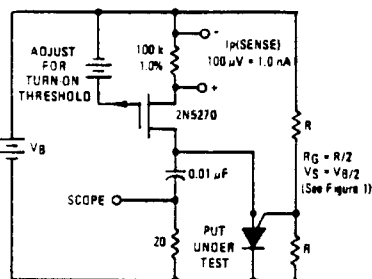 ADJUST
FOR
TURN-ON
THRESHOLD
100 k
1.0%
-
Ip(SENSE)
100 µV = 1.0 nA
+
2N5270
R
VB
0.01 µF
RG = R/2
VS = VB/2
(See Figure 1)
SCOPE
20
PUT
UNDER
TEST
R